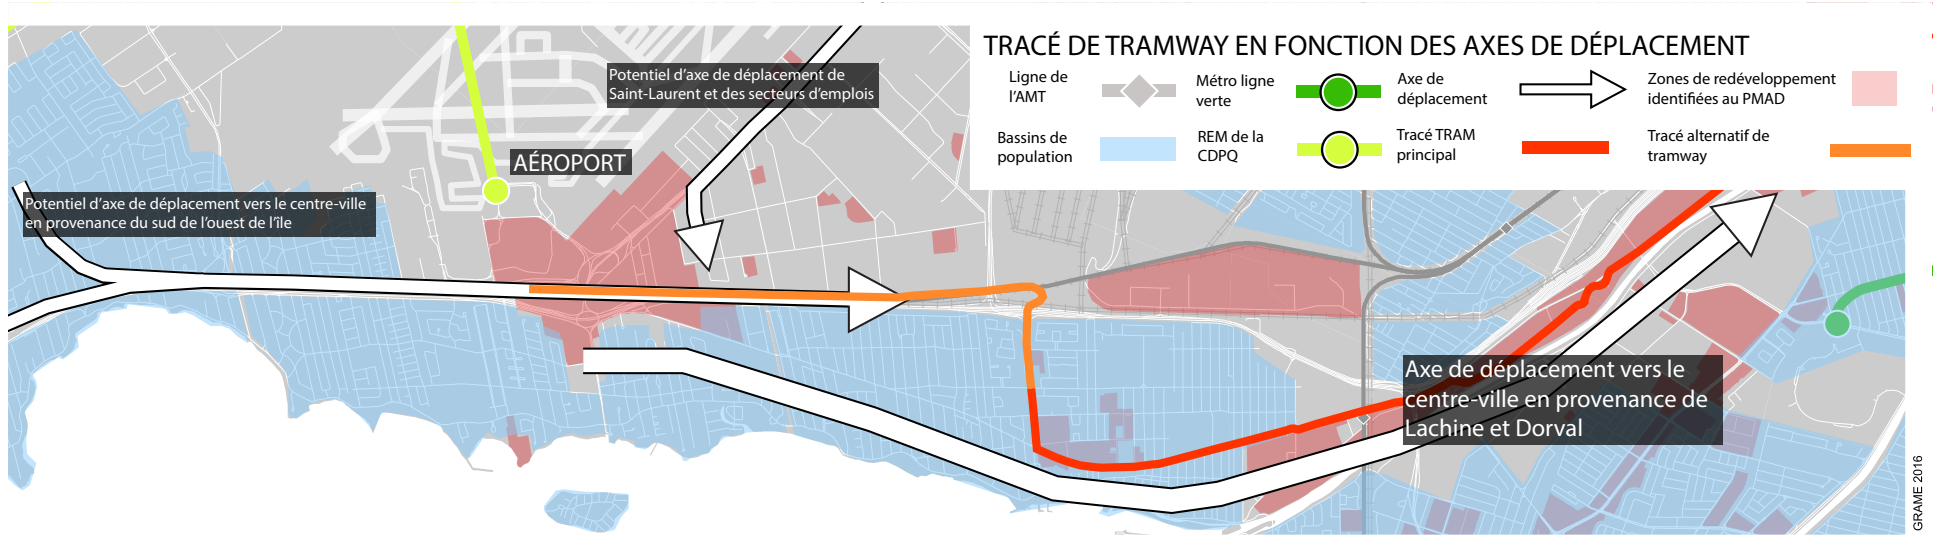 TRACÉ DE TRAMWAY EN FONCTION DES AXES DE DÉPLACEMENT
Ligne de
l'AMT
Métro ligne
verte
Axe de
déplacement
Zones de redéveloppement
identifiées au PMAD
Bassins de
population
REM de la
CDPQ
Tracé TRAM
principal
Tracé alternatif de
tramway
Potentiel d'axe de déplacement de
Saint-Laurent et des secteurs d'emplois
AÉROPORT
Potentiel d'axe de déplacement vers le centre-ville
en provenance du sud de l'ouest de l'île
Axe de déplacement vers le
centre-ville en provenance de
Lachine et Dorval
GRAME 2016